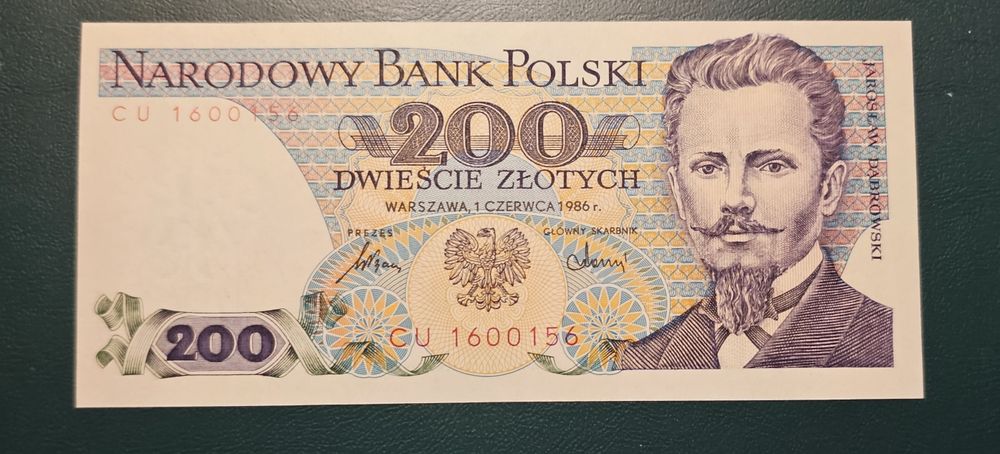 NARODOWY BANK POLSKI
CU 1600156
200
DWIEŚCIE ZŁOTYCH
WARSZAWA, 1 CZERWCA 1986 r.
PREZES
GŁÓWNY SKARBNIK
JAROSŁAW DĄBROWSKI
200
CU 1600156